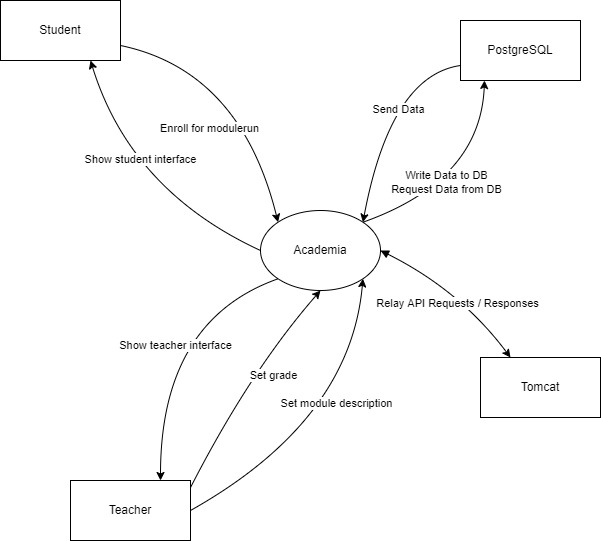 Student
PostgreSQL
Send Data
Enroll for modulerun
Show student interface
Write Data to DB
Request Data from DB
Academia
Relay API Requests / Responses
Show teacher interface
Set grade
Tomcat
Set module description
Teacher